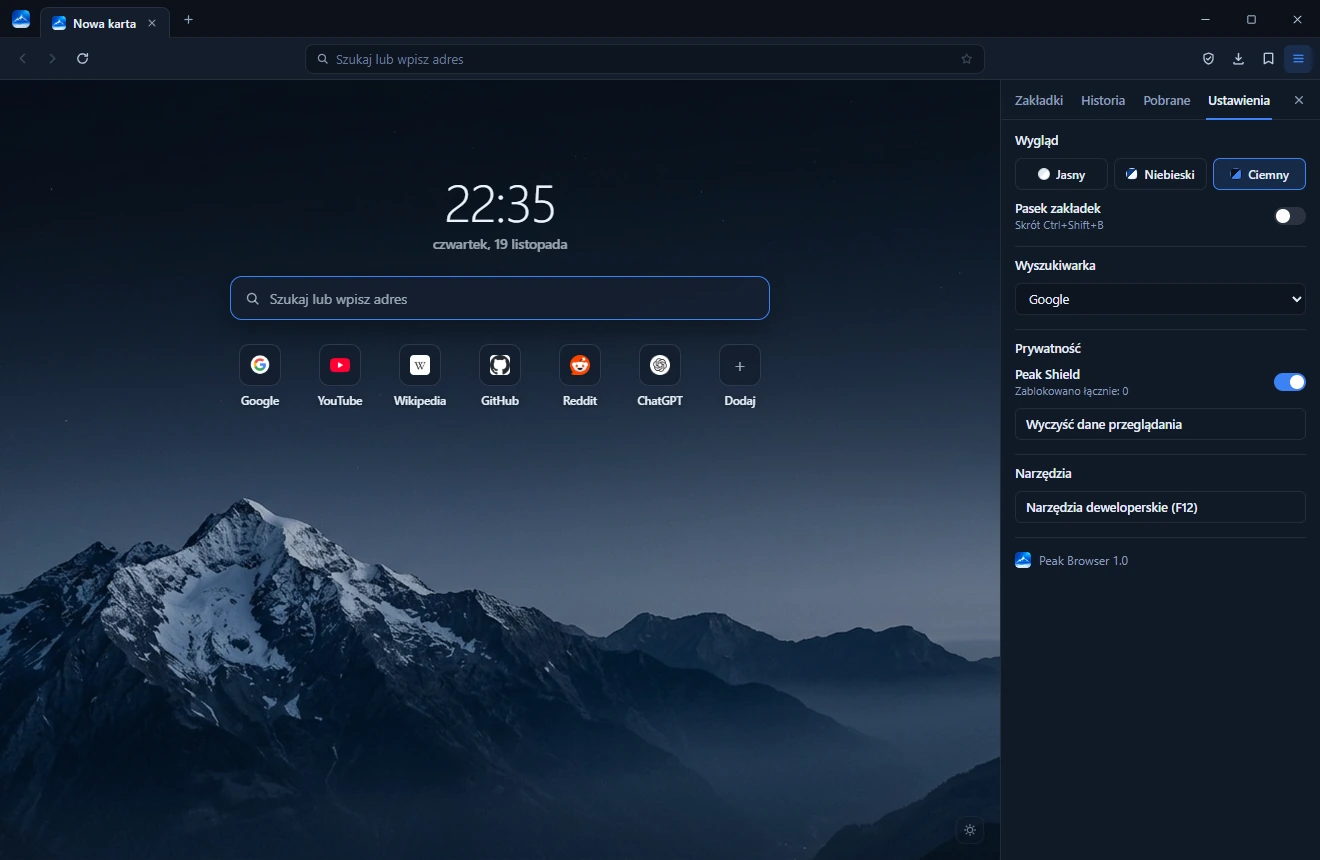 Nowa karta
Szukaj lub wpisz adres
Zakładki Historia Pobrane Ustawienia
Wygląd
Jasny Niebieski Ciemny
Pasek zakładek
Skrót Ctrl+Shift+B
Wyszukiwarka
Google
Prywatność
Peak Shield
Zablokowano łącznie: 0
Wyczyść dane przeglądania
Narzędzia
Narzędzia deweloperskie (F12)
Peak Browser 1.0
22:35
czwartek, 19 listopada
Szukaj lub wpisz adres
W
Google YouTube Wikipedia GitHub Reddit ChatGPT Dodaj